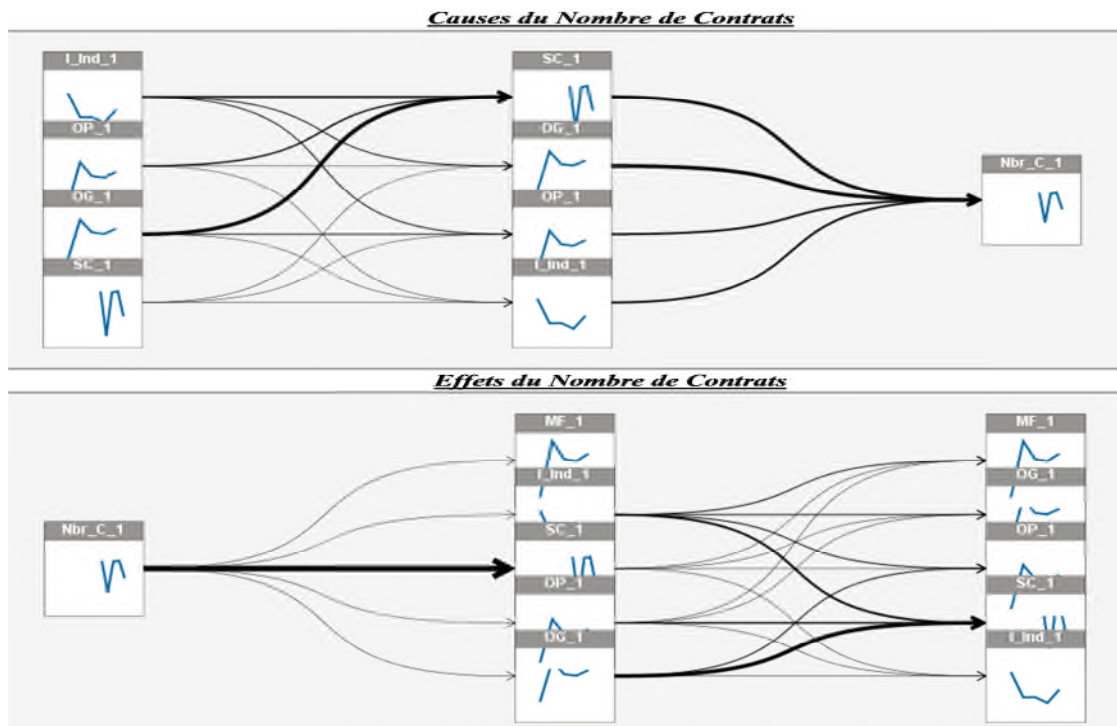 Causes du Nombre de Contrats
I_Ind_1
SC_1
OP_1
OG_1
Nbr_C_1
OG_1
OP_1
SC_1
I_Ind_1
Effets du Nombre de Contrats
MF_1
MF_1
I_Ind_1
OG_1
Nbr_C_1
SC_1
OP_1
OP_1
SC_1
OG_1
I_Ind_1